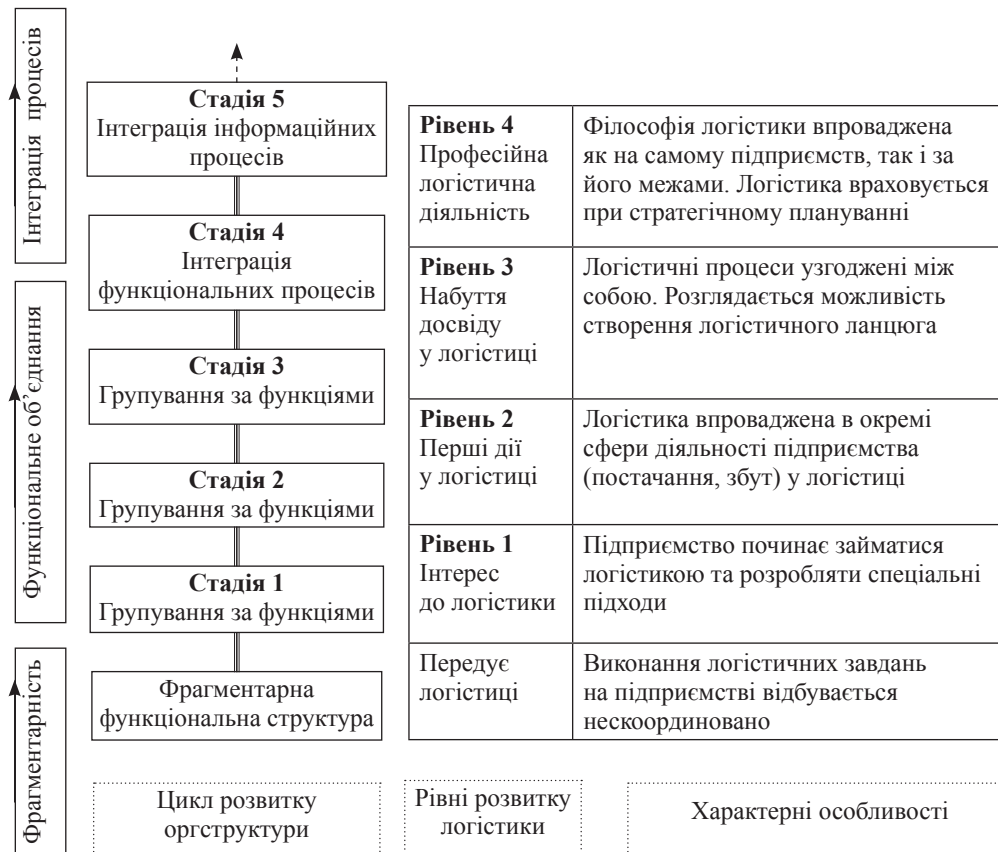 Інтеграція процесів
Функціональне об’єднання
Фрагментарність
Стадія 5
Інтеграція інформаційних
процесів
Стадія 4
Інтеграція
функціональних процесів
Стадія 3
Групування за функціями
Стадія 2
Групування за функціями
Стадія 1
Групування за функціями
Фрагментарна
функціональна структура
Цикл розвитку
оргструктури
Рівень 4
Професійна
логістична
діяльність
Філософія логістики впроваджена
як на самому підприємств, так і за
його межами. Логістика враховується
при стратегічному плануванні
Рівень 3
Набуття
досвіду
у логістиці
Логістичні процеси узгоджені між
собою. Розглядається можливість
створення логістичного ланцюга
Рівень 2
Перші дії
у логістиці
Логістика впроваджена в окремі
сфери діяльності підприємства
(постачання, збут) у логістиці
Рівень 1
Інтерес
до логістики
Підприємство починає займатися
логістикою та розробляти спеціальні
підходи
Передує
логістиці
Виконання логістичних завдань
на підприємстві відбувається
нескоординовано
Рівні розвитку
логістики
Характерні особливості